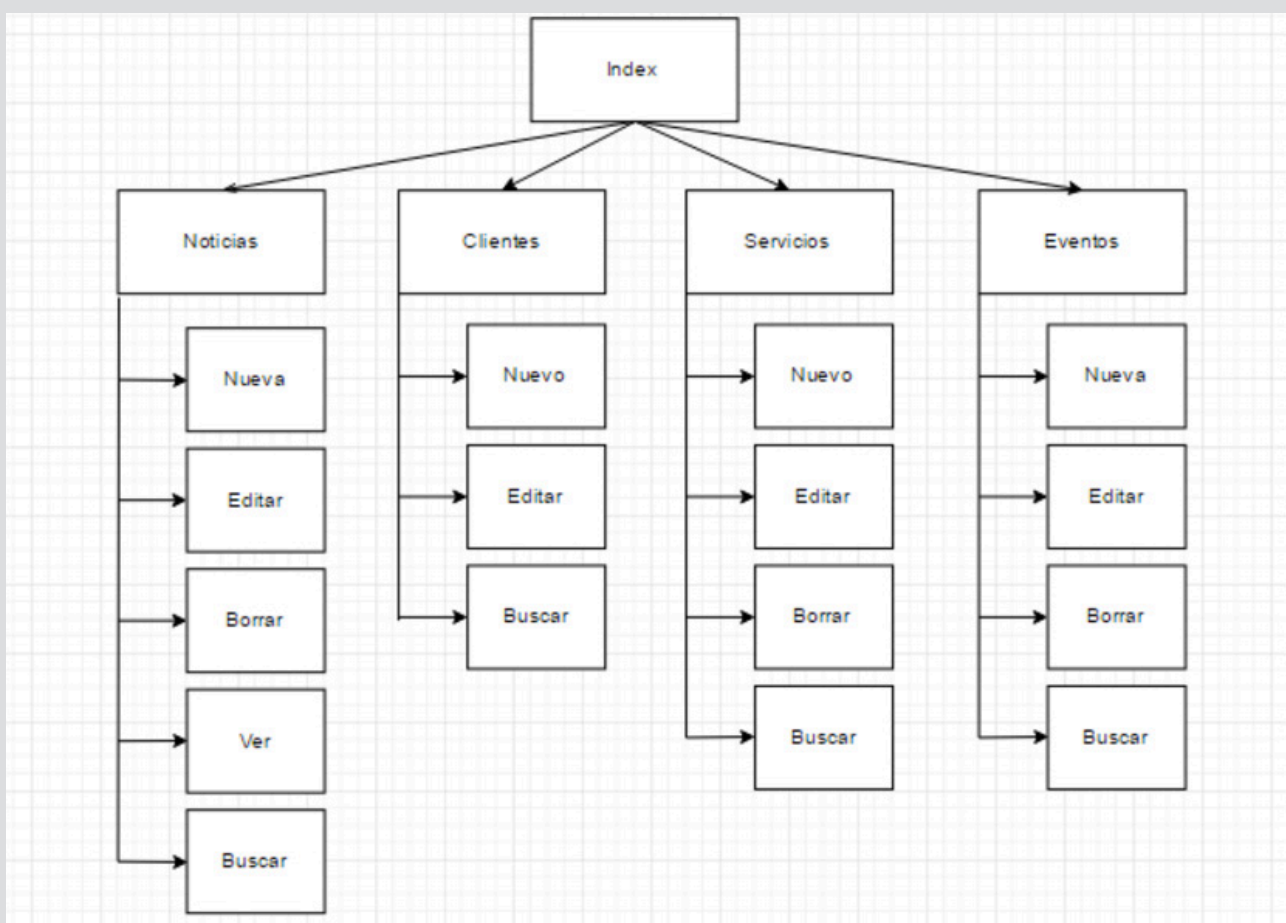 Index
Noticias
Clientes
Servicios
Eventos
Nueva
Editar
Borrar
Ver
Buscar
Nuevo
Editar
Buscar
Nuevo
Editar
Borrar
Buscar
Nueva
Editar
Borrar
Buscar